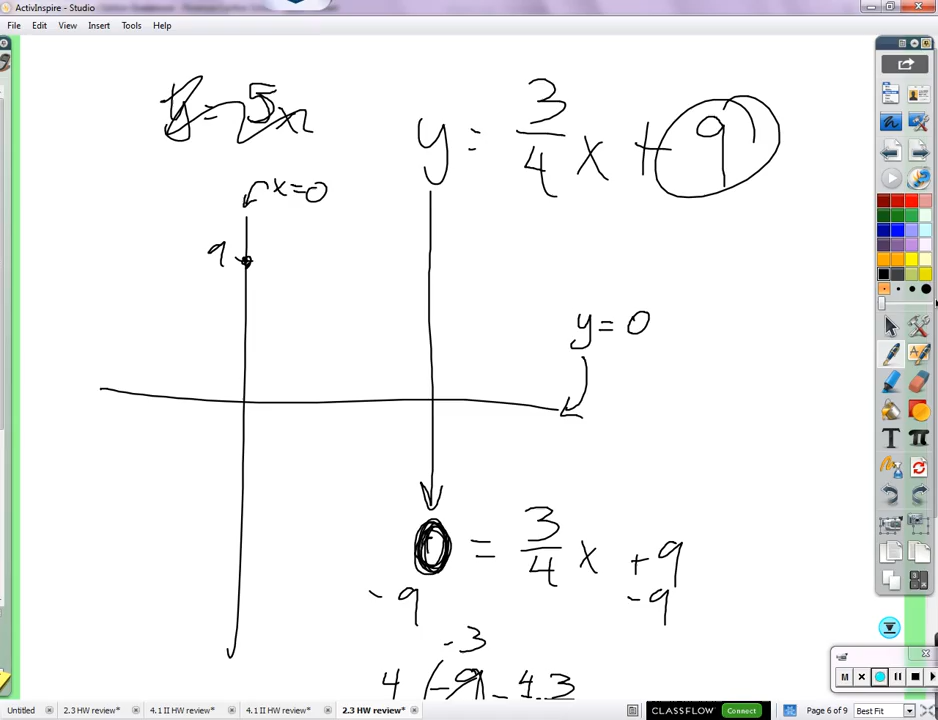 ActivInspire - Studio
File Edit View Insert Tools Help
y = 5x
y = 3/4 x + 9
x=0
9
y = 0
0 = 3/4 x + 9
-9 -9
-3
4 (-9) = 4.3
Untitled 2.3 HW review* 4.1 II HW review* 4.1 II HW review* 2.3 HW review* CLASSFLOW Connect Page 6 of 9 Best Fit
M